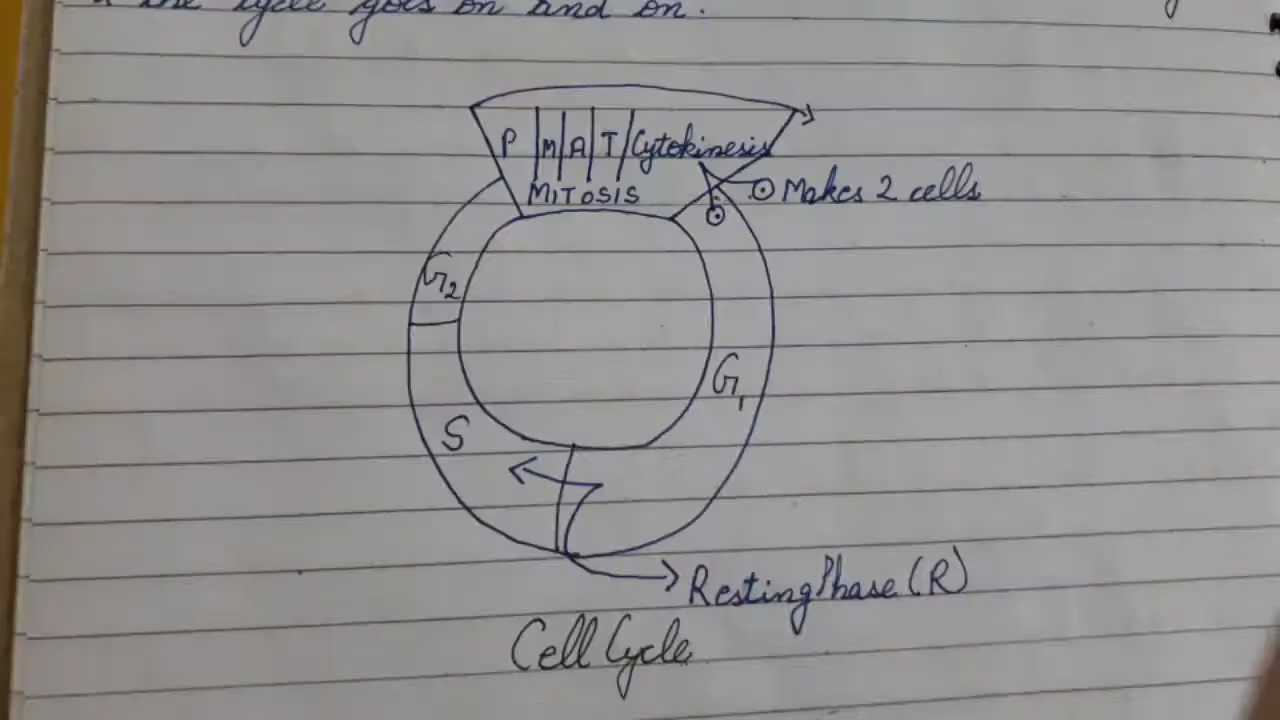 the cycle goes on and on.
P M A T Cytokinesis
MITOSIS
Makes 2 cells
G2
G1
S
Resting Phase (R)
Cell Cycle